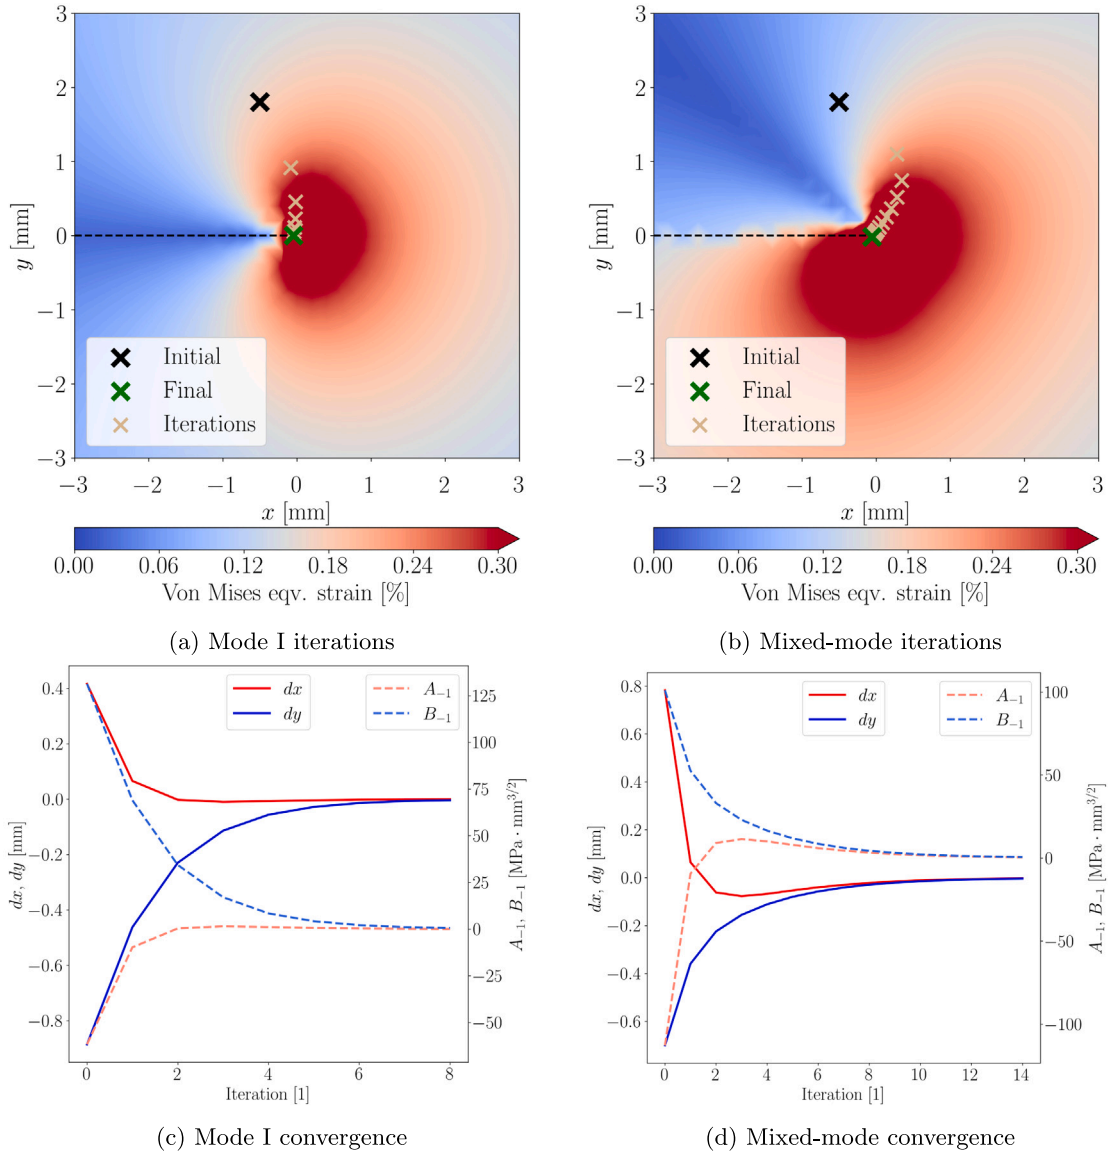 3
2
1
0
−1
−2
−3
y [mm]
Initial
Final
Iterations
−3 −2 −1 0 1 2 3
x [mm]
0.00 0.06 0.12 0.18 0.24 0.30
Von Mises eqv. strain [%]
(a) Mode I iterations
3
2
1
0
−1
−2
−3
y [mm]
Initial
Final
Iterations
−3 −2 −1 0 1 2 3
x [mm]
0.00 0.06 0.12 0.18 0.24 0.30
Von Mises eqv. strain [%]
(b) Mixed-mode iterations
dx
dy
A₋₁
B₋₁
0.4
0.2
0.0
−0.2
−0.4
−0.6
−0.8
dx, dy [mm]
125
100
75
50
25
0
−25
−50
A₋₁, B₋₁ [MPa · mm^{3/2}]
0 2 4 6 8
Iteration [1]
(c) Mode I convergence
dx
dy
A₋₁
B₋₁
0.8
0.6
0.4
0.2
0.0
−0.2
−0.4
−0.6
dx, dy [mm]
100
50
0
−50
−100
A₋₁, B₋₁ [MPa · mm^{3/2}]
0 2 4 6 8 10 12 14
Iteration [1]
(d) Mixed-mode convergence